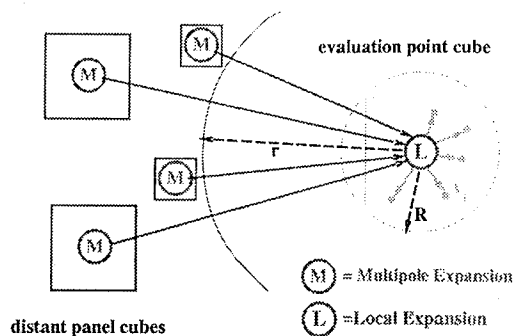 M
evaluation point cube
M
r
L
M
R
M
M = Multipole Expansion
L =Local Expansion
distant panel cubes